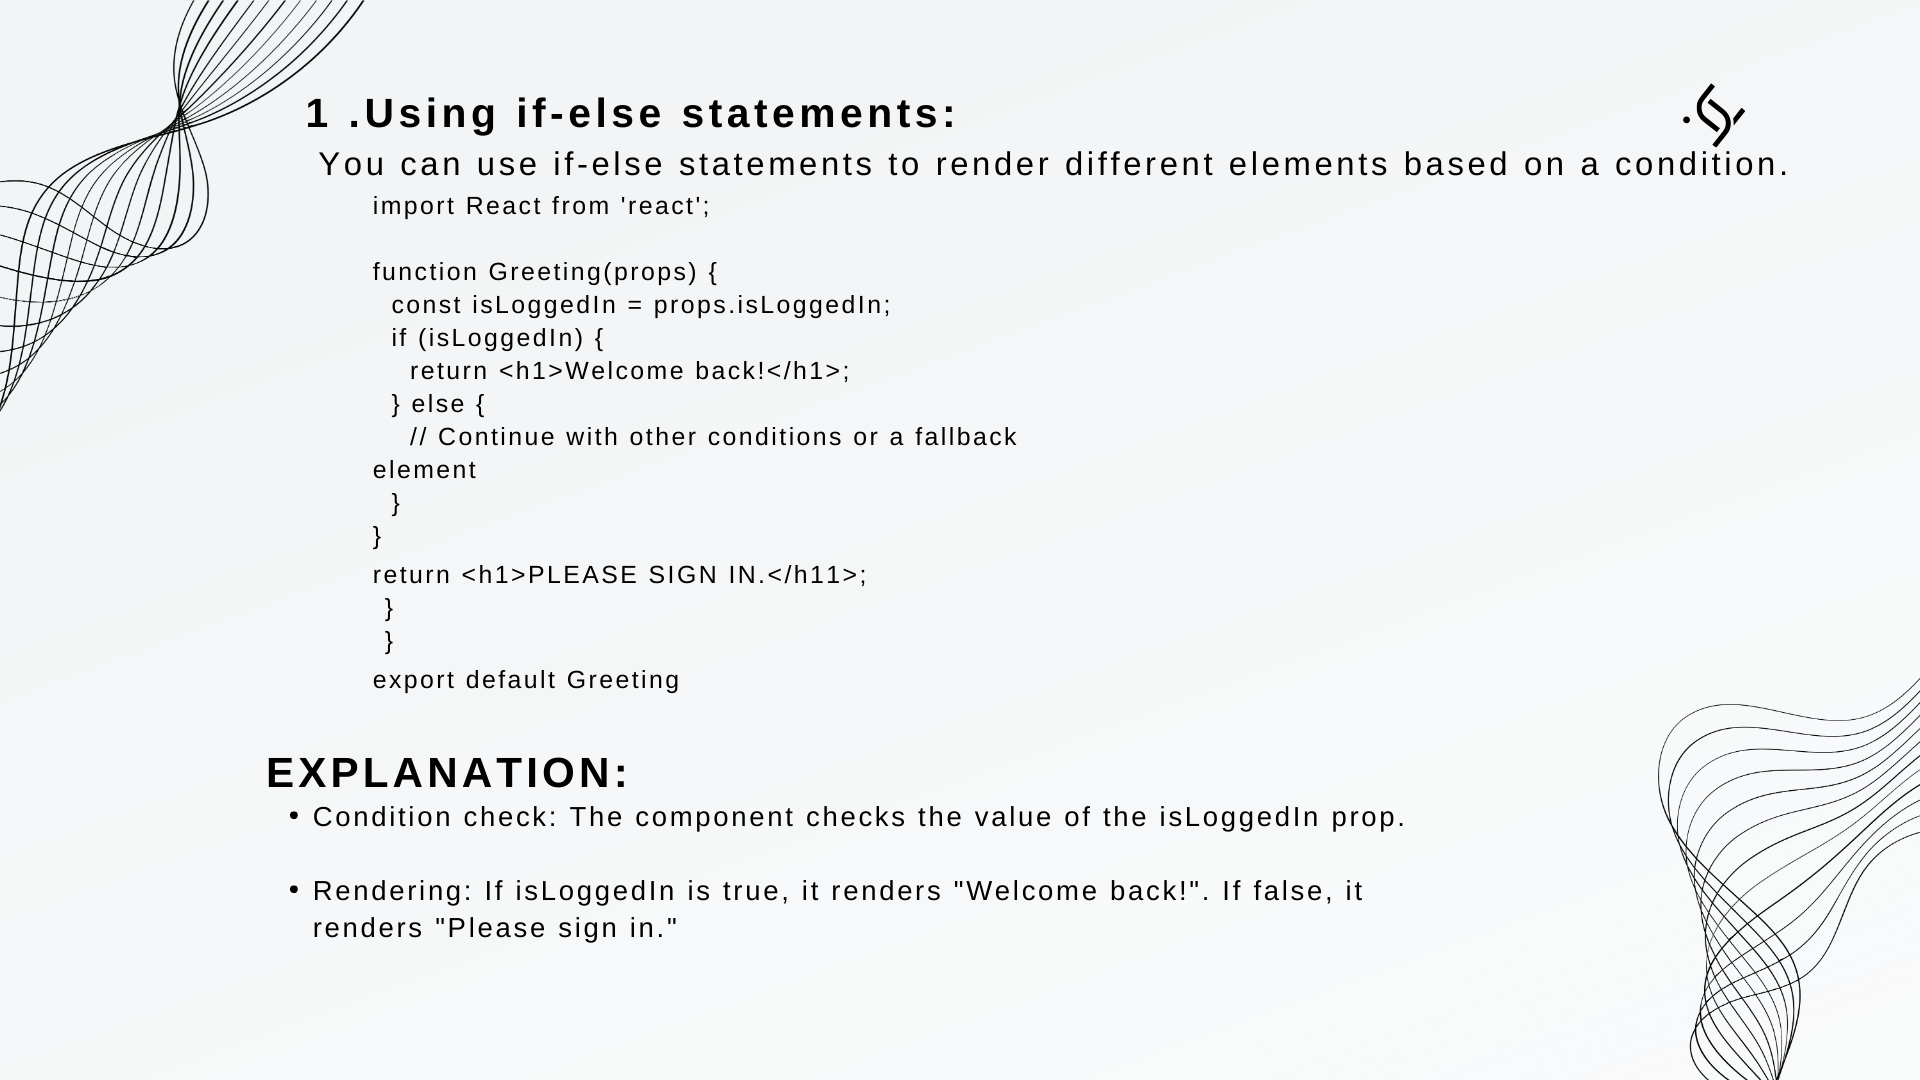 1 .Using if-else statements:
You can use if-else statements to render different elements based on a condition.
import React from 'react';
function Greeting(props) {
const isLoggedIn = props.isLoggedIn;
if (isLoggedIn) {
return <h1>Welcome back!</h1>;
} else {
// Continue with other conditions or a fallback
element
}
}
return <h1>PLEASE SIGN IN.</h11>;
}
}
export default Greeting
EXPLANATION:
• Condition check: The component checks the value of the isLoggedIn prop.
• Rendering: If isLoggedIn is true, it renders "Welcome back!". If false, it
renders "Please sign in."